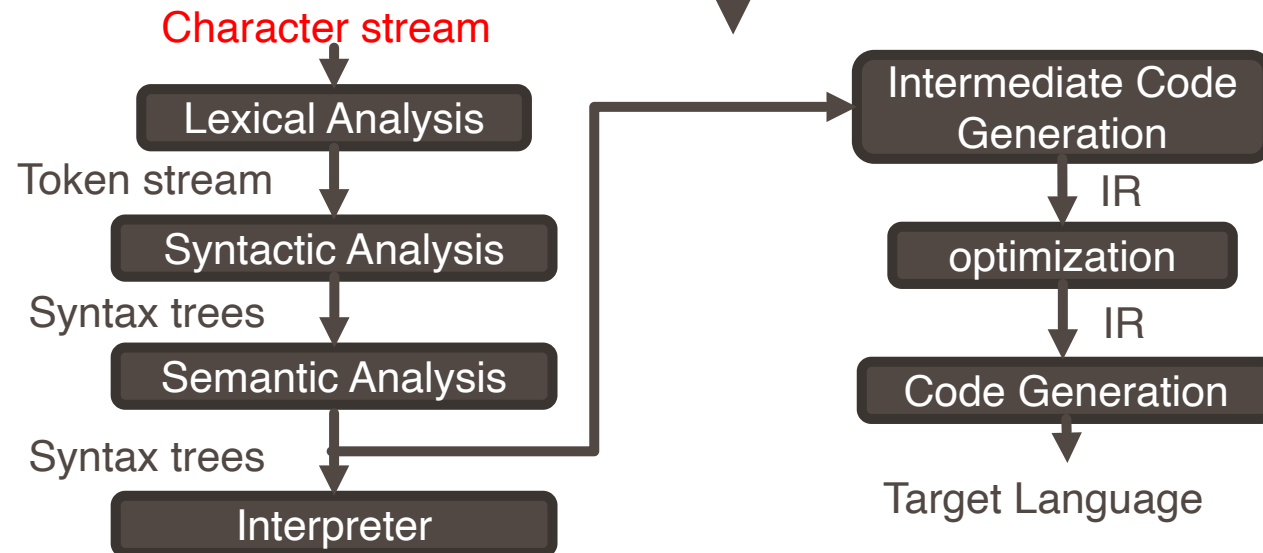 Character stream
Lexical Analysis
Token stream
Syntactic Analysis
Syntax trees
Semantic Analysis
Syntax trees
Interpreter
Intermediate Code
Generation
IR
optimization
IR
Code Generation
Target Language